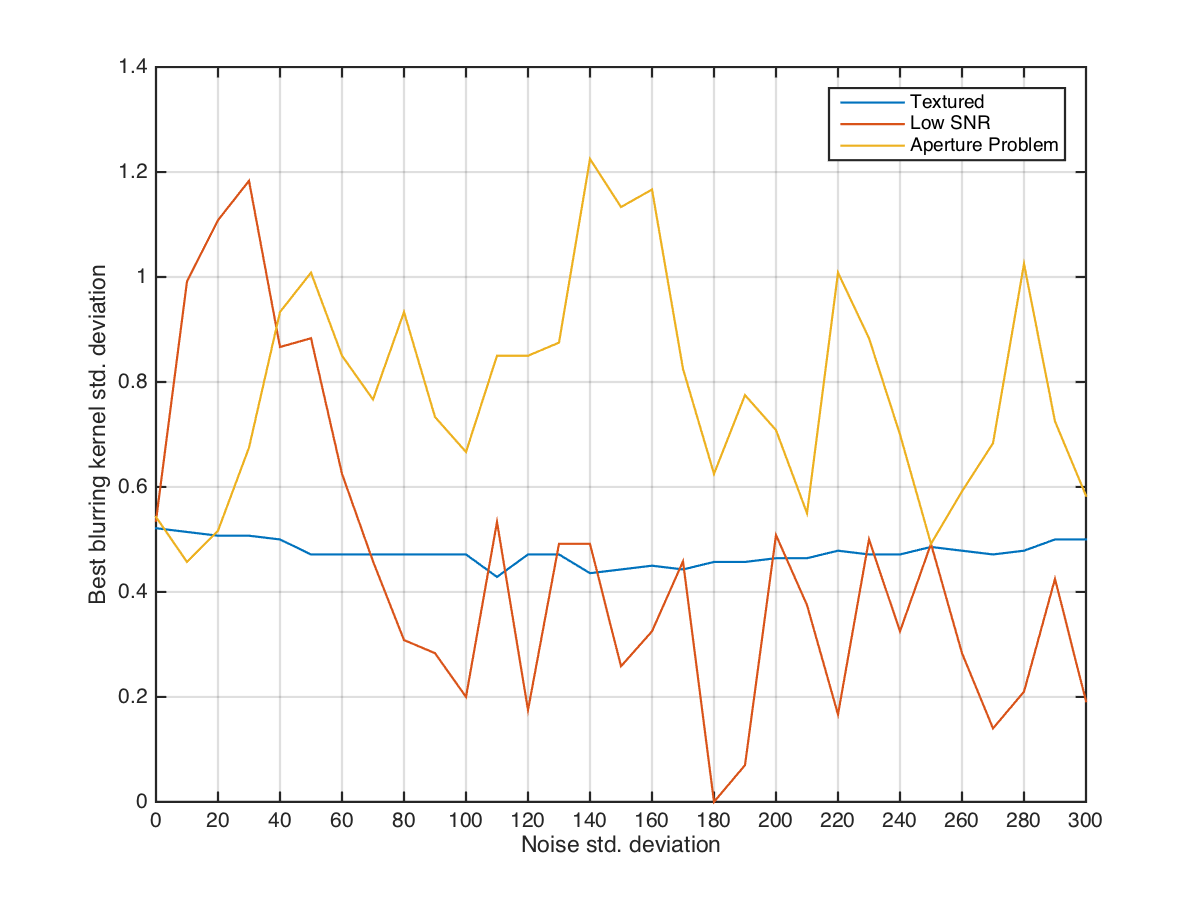 1.4
1.2
1
0.8
0.6
0.4
0.2
0
Best blurring kernel std. deviation
Textured
Low SNR
Aperture Problem
0 20 40 60 80 100 120 140 160 180 200 220 240 260 280 300
Noise std. deviation